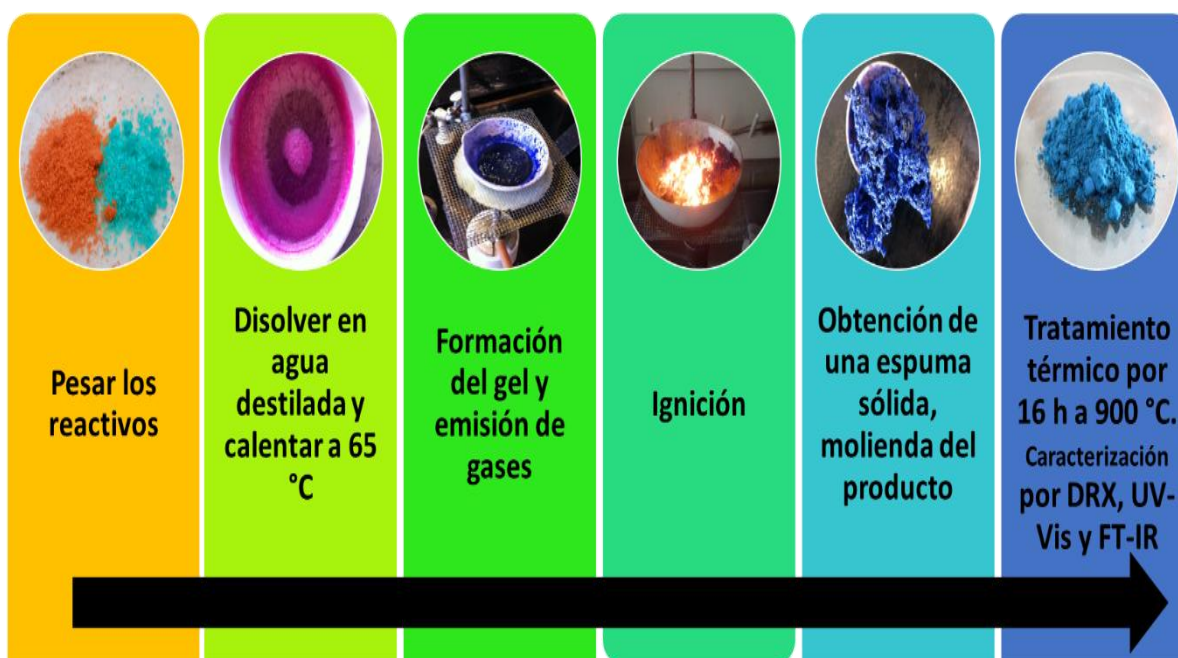 Pesar los
reactivos
Disolver en
agua
destilada y
calentar a 65
°C
Formación
del gel y
emisión de
gases
Ignición
Obtención de
una espuma
sólida,
molienda del
producto
Tratamiento
térmico por
16 h a 900 °C.
Caracterización
por DRX, UV-
Vis y FT-IR